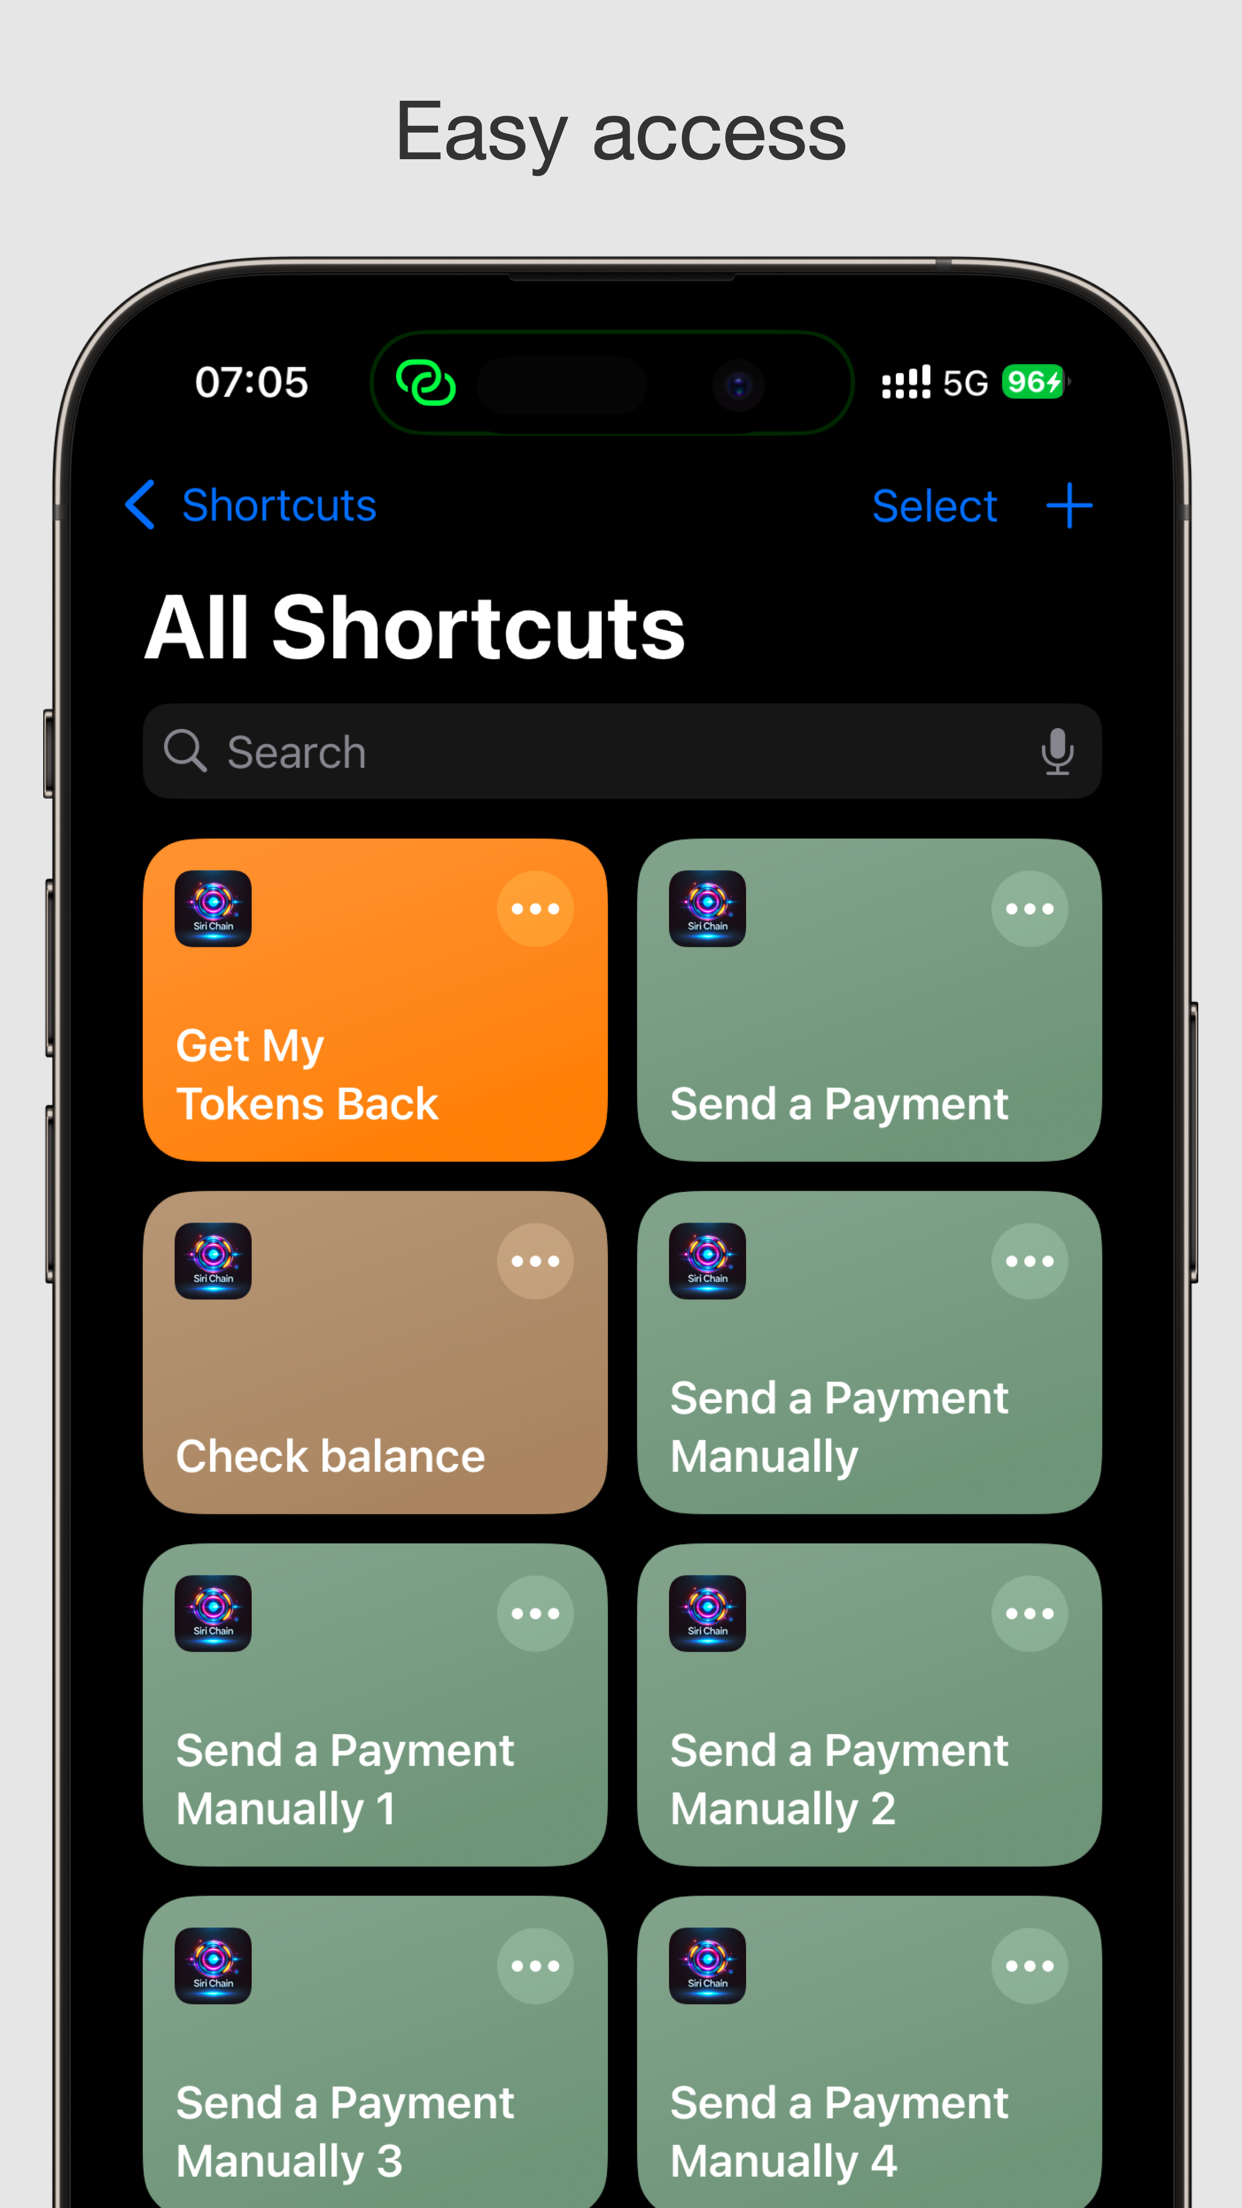 Easy access
07:05
5G
96
Shortcuts
Select
All Shortcuts
Search
Siri Chain
Get My
Tokens Back
Siri Chain
Send a Payment
Siri Chain
Check balance
Siri Chain
Send a Payment
Manually
Siri Chain
Send a Payment
Manually 1
Siri Chain
Send a Payment
Manually 2
Siri Chain
Send a Payment
Manually 3
Siri Chain
Send a Payment
Manually 4